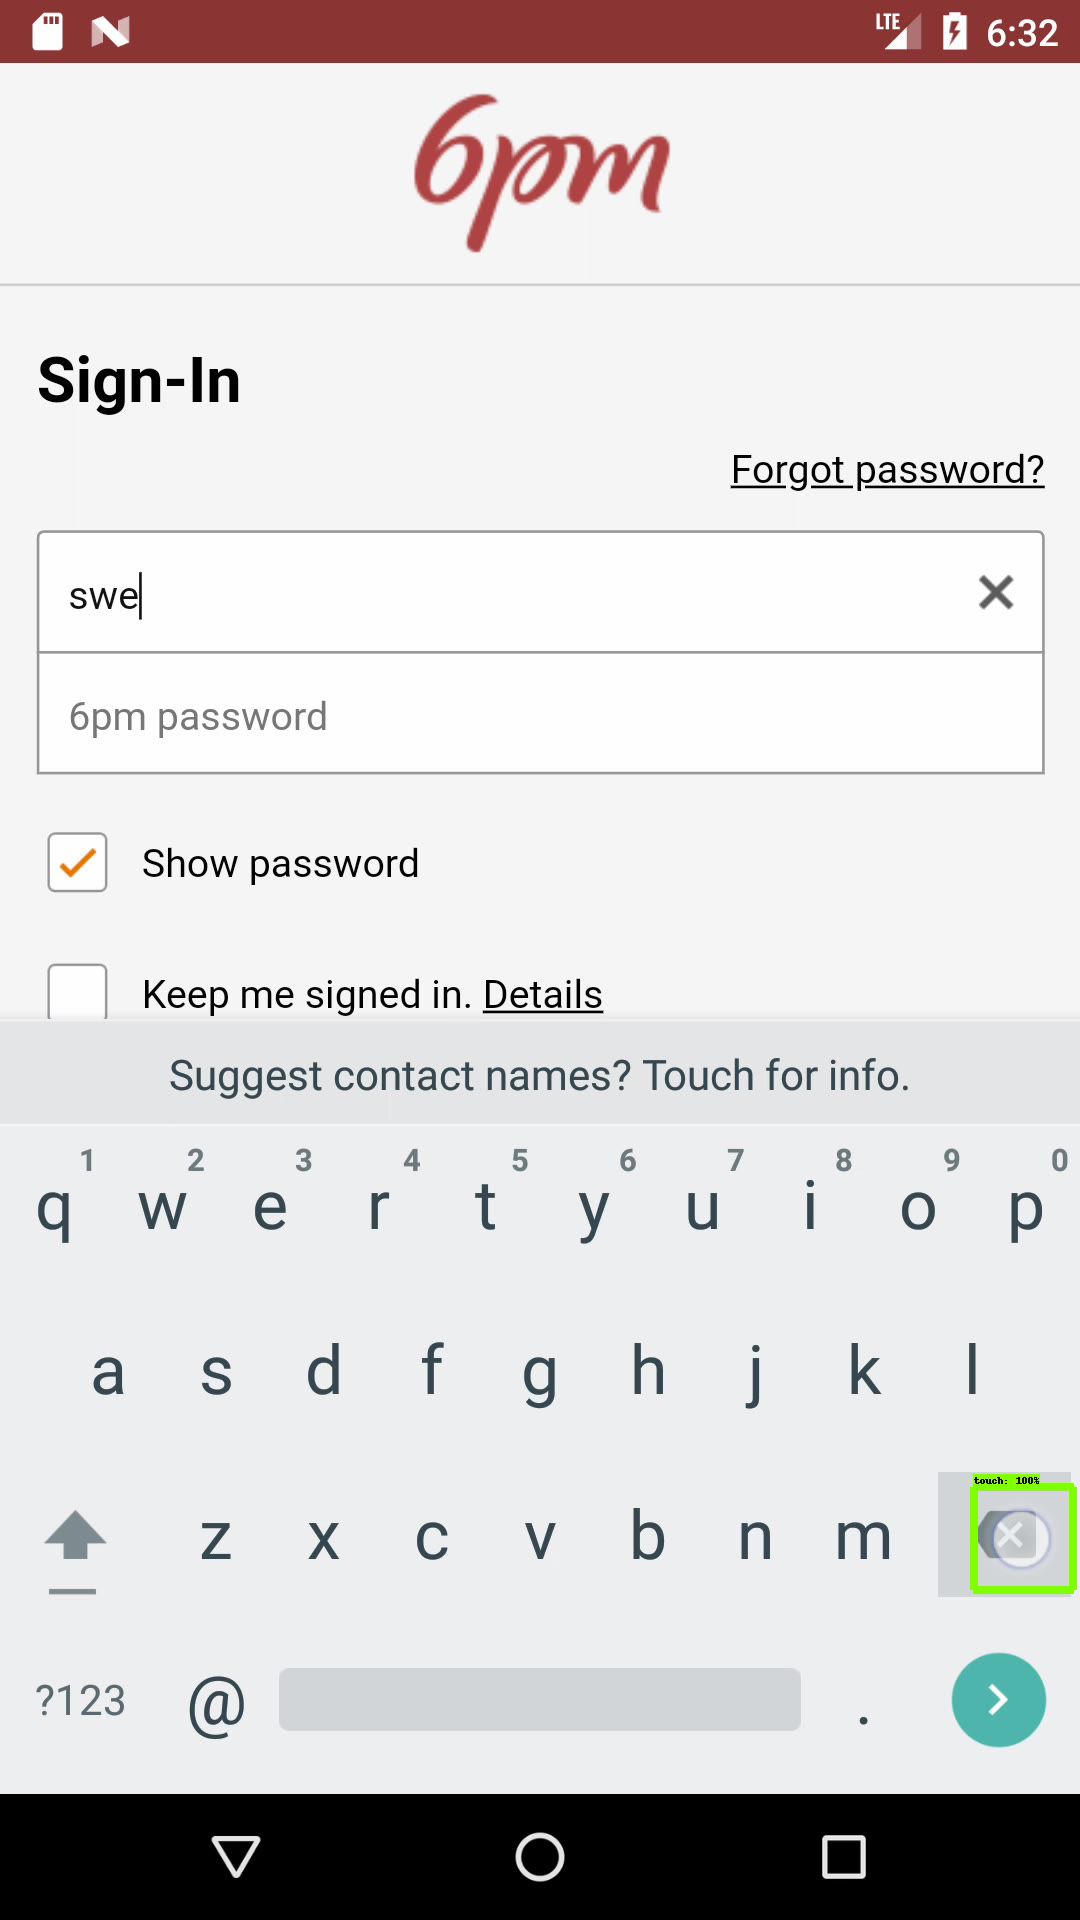 LTE 6:32
6pm
Sign-In
Forgot password?
swe
6pm password
Show password
Keep me signed in. Details
Suggest contact names? Touch for info.
1 2 3 4 5 6 7 8 9 0
q w e r t y u i o p
a s d f g h j k l
touch: 100%
z x c v b n m
?123 @ .